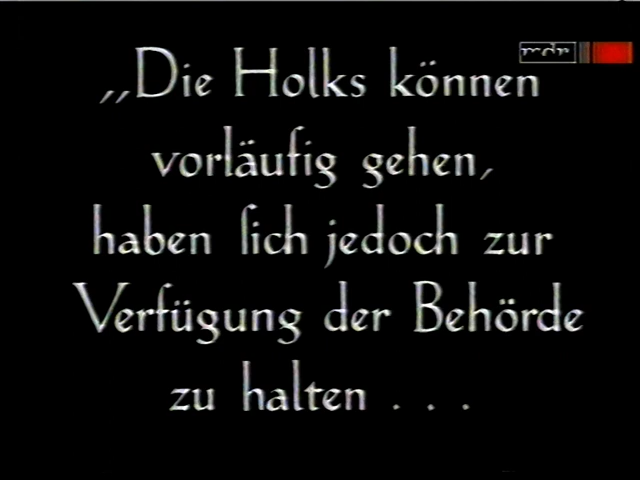 mdr
„Die Holks können
vorläufig gehen,
haben ſich jedoch zur
Verfügung der Behörde
zu halten . . .